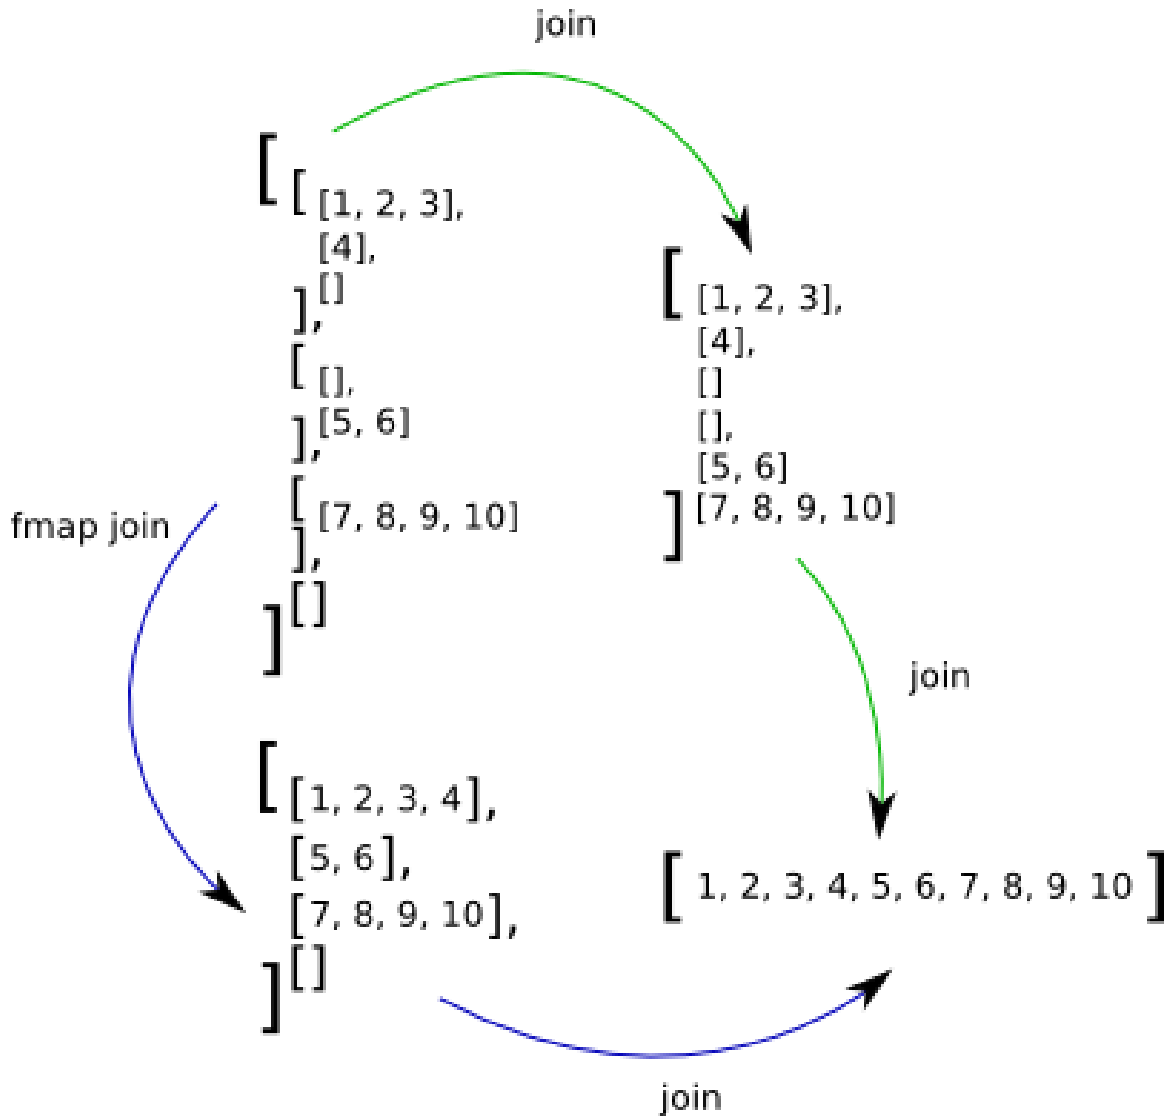 join
[
[ [1, 2, 3],
[4],
[]
],
[ [],
[5, 6]
],
[ [7, 8, 9, 10]
],
[]
]
fmap join
[
[1, 2, 3],
[4],
[]
[],
[5, 6]
[7, 8, 9, 10]
]
join
[
[1, 2, 3, 4],
[5, 6],
[7, 8, 9, 10],
[]
]
[ 1, 2, 3, 4, 5, 6, 7, 8, 9, 10 ]
join